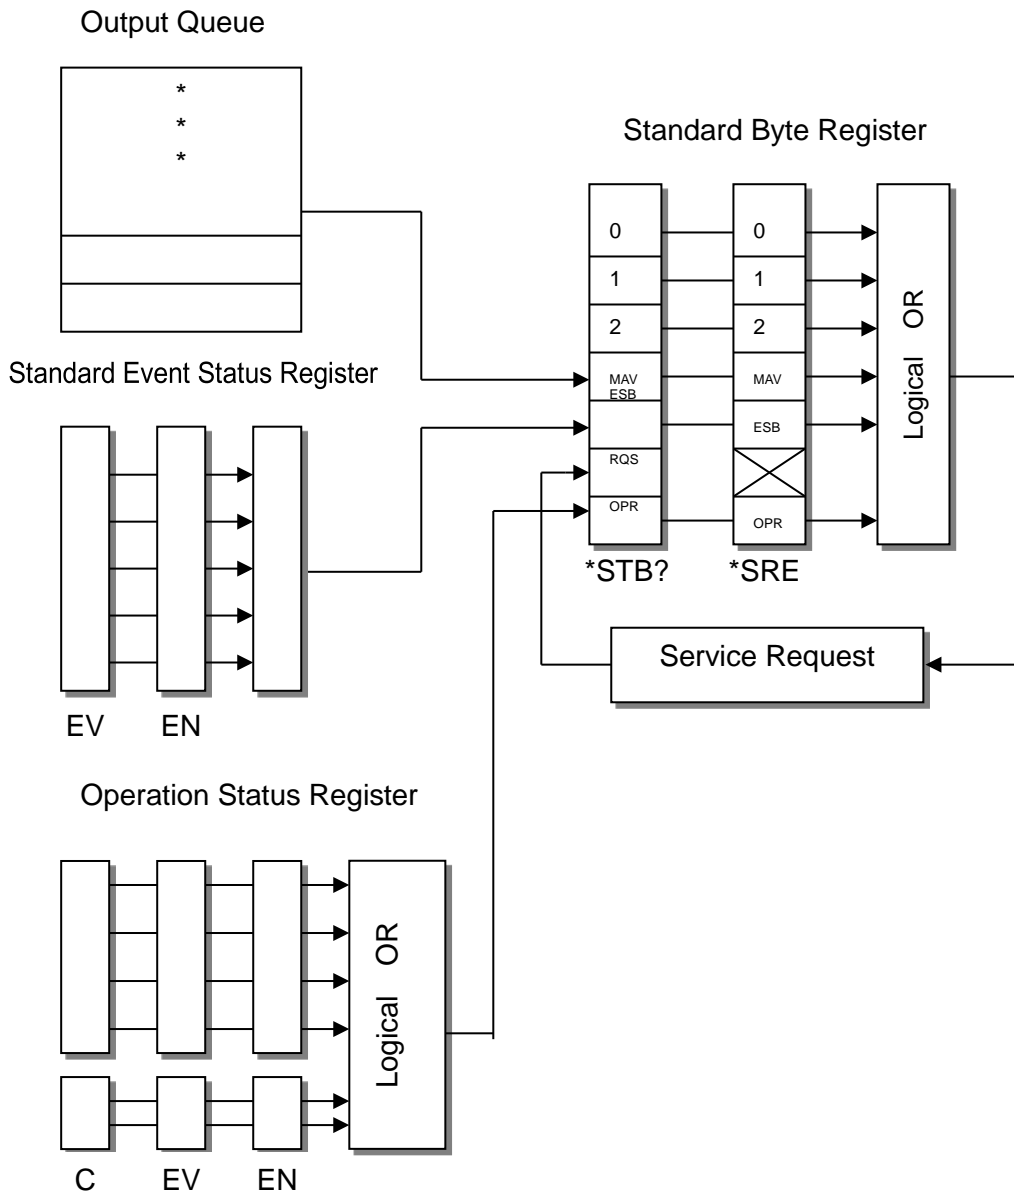 Output Queue
*
*
*
Standard Byte Register
0
1
2
MAV
ESB
RQS
OPR
0
1
2
MAV
ESB
OPR
Logical OR
*STB?
*SRE
Service Request
Standard Event Status Register
EV
EN
Operation Status Register
Logical OR
C
EV
EN